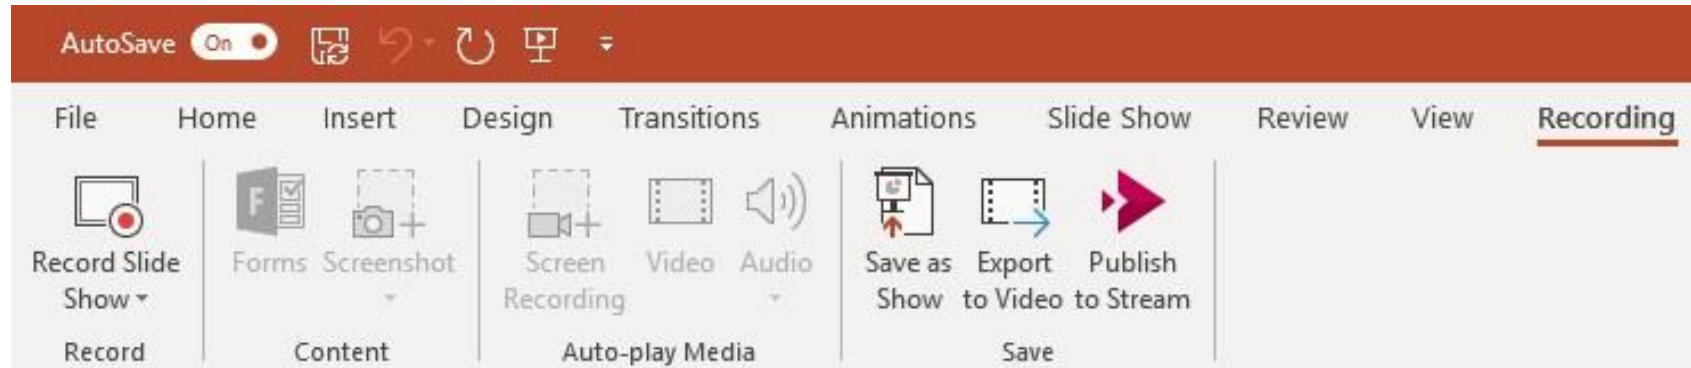 AutoSave On
File Home Insert Design Transitions Animations Slide Show Review View Recording
F
Record Slide Forms Screenshot Screen Video Audio Save as Export Publish
Show Recording Show to Video to Stream
Record Content Auto-play Media Save